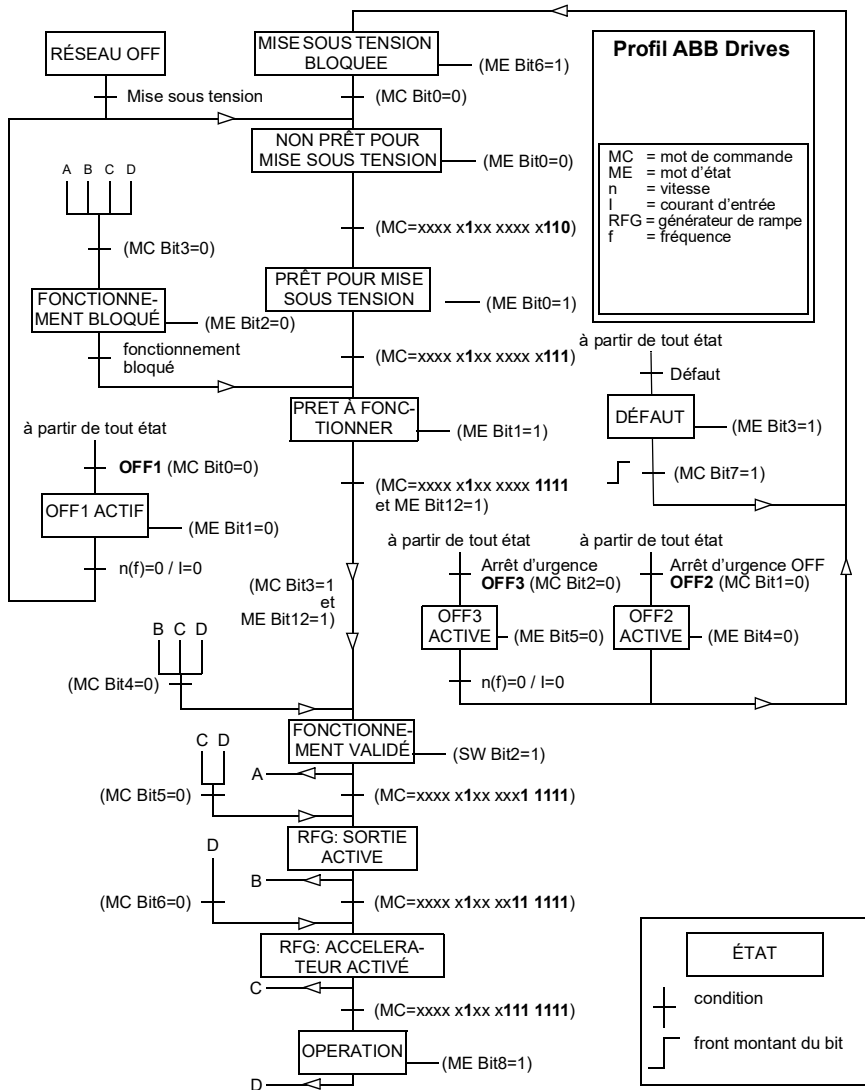 MISE SOUS TENSION
BLOQUEE
(ME Bit6=1)
RÉSEAU OFF
Mise sous tension
(MC Bit0=0)
NON PRÊT POUR
MISE SOUS TENSION
(ME Bit0=0)
Profil ABB Drives
MC = mot de commande
ME = mot d'état
n = vitesse
I = courant d'entrée
RFG = générateur de rampe
f = fréquence
A B C D
(MC Bit3=0)
(MC=xxxx x1xx xxxx x110)
FONCTIONNE-
MENT BLOQUÉ
(ME Bit2=0)
PRÊT POUR MISE
SOUS TENSION
(ME Bit0=1)
fonctionnement
bloqué
(MC=xxxx x1xx xxxx x111)
à partir de tout état
Défaut
DÉFAUT
(ME Bit3=1)
(MC Bit7=1)
PRET À FONC-
TIONNER
(ME Bit1=1)
à partir de tout état
OFF1 (MC Bit0=0)
OFF1 ACTIF
(ME Bit1=0)
n(f)=0 / I=0
(MC=xxxx x1xx xxxx 1111
et ME Bit12=1)
à partir de tout état
Arrêt d'urgence
OFF3 (MC Bit2=0)
OFF3
ACTIVE
(ME Bit5=0)
n(f)=0 / I=0
à partir de tout état
Arrêt d'urgence OFF
OFF2 (MC Bit1=0)
OFF2
ACTIVE
(ME Bit4=0)
(MC Bit3=1
et
ME Bit12=1)
B C D
(MC Bit4=0)
FONCTIONNE-
MENT VALIDÉ
(SW Bit2=1)
A
C D
(MC Bit5=0)
(MC=xxxx x1xx xxx1 1111)
RFG: SORTIE
ACTIVE
B
D
(MC Bit6=0)
(MC=xxxx x1xx xx11 1111)
RFG: ACCELERA-
TEUR ACTIVÉ
C
(MC=xxxx x1xx x111 1111)
OPERATION
(ME Bit8=1)
D
ÉTAT
condition
front montant du bit